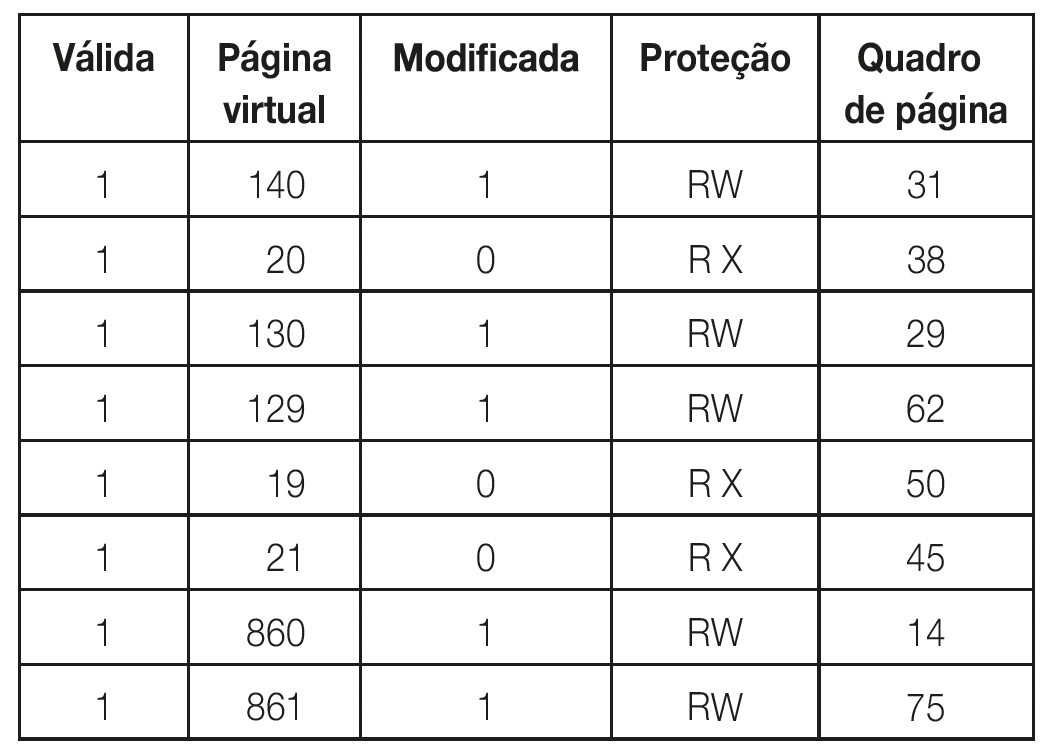 Válida Página virtual Modificada Proteção Quadro de página
1 140 1 RW 31
1 20 0 R X 38
1 130 1 RW 29
1 129 1 RW 62
1 19 0 R X 50
1 21 0 R X 45
1 860 1 RW 14
1 861 1 RW 75